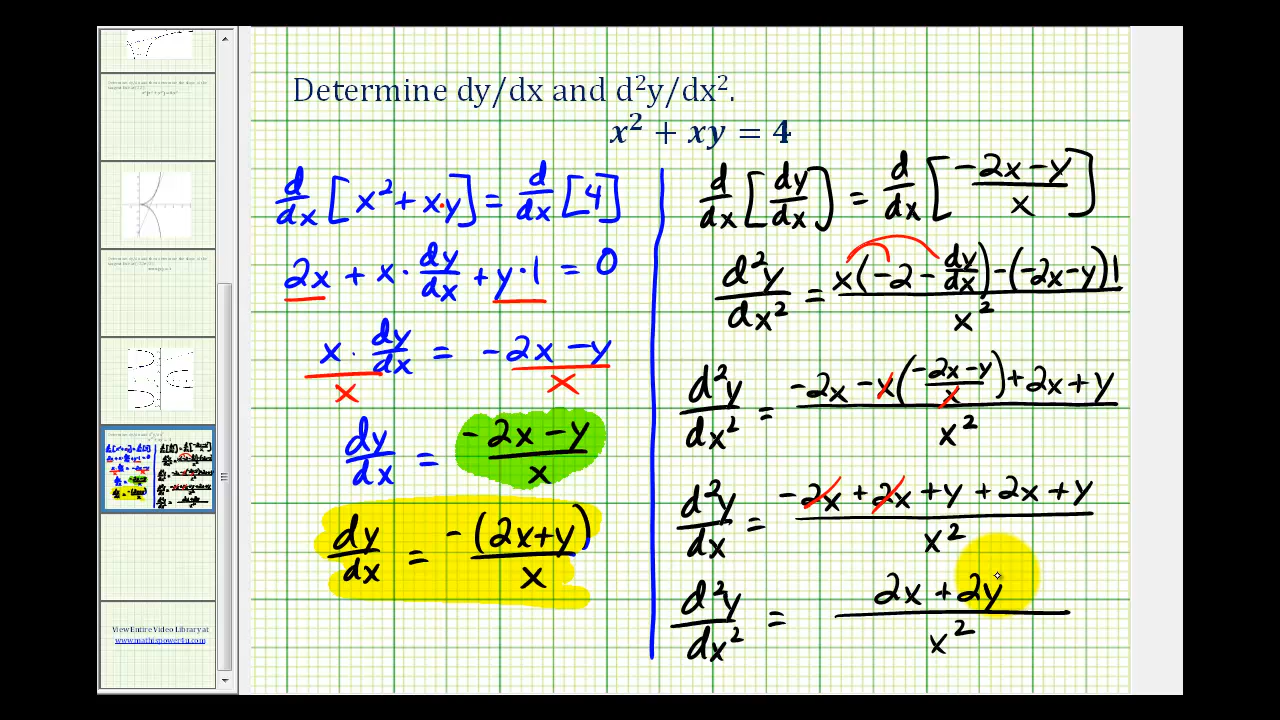 Determine dy/dx and d²y/dx².
x² + xy = 4
d/dx [x² + x·y] = d/dx [4]
2x + x · dy/dx + y · 1 = 0
x · dy/dx = -2x - y
x x
dy/dx = (-2x - y)/x
dy/dx = -(2x+y)/x
d/dx [dy/dx] = d/dx [(-2x - y)/x]
d²y/dx² = (x(-2 - dy/dx) - (-2x - y)1)/x²
d²y/dx² = (-2x - x((-2x - y)/x) + 2x + y)/x²
d²y/dx = (-2x + 2x + y + 2x + y)/x²
d²y/dx² = (2x + 2y)/x²
View Entire Video Library at
www.mathispower4u.com